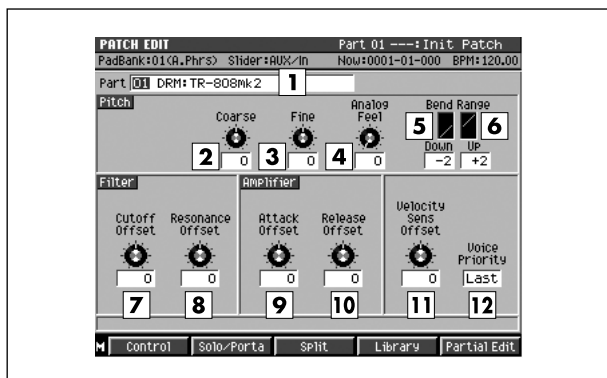 PATCH EDIT Part 01 ---:Init Patch
PadBank:01(A.Phrs) Slider:AUX/In Now:0001-01-000 BPM:120.00
Part 01 DRM:TR-808mk2 1
Pitch
Coarse Fine Analog Feel Bend Range
2 3 4 5 6
0 0 0 Down -2 Up +2
Filter Amplifier
Cutoff Offset Resonance Offset Attack Offset Release Offset Velocity Sens Offset Voice Priority
0 0 0 0 0 Last
7 8 9 10 11 12
M Control Solo/Porta Split Library Partial Edit